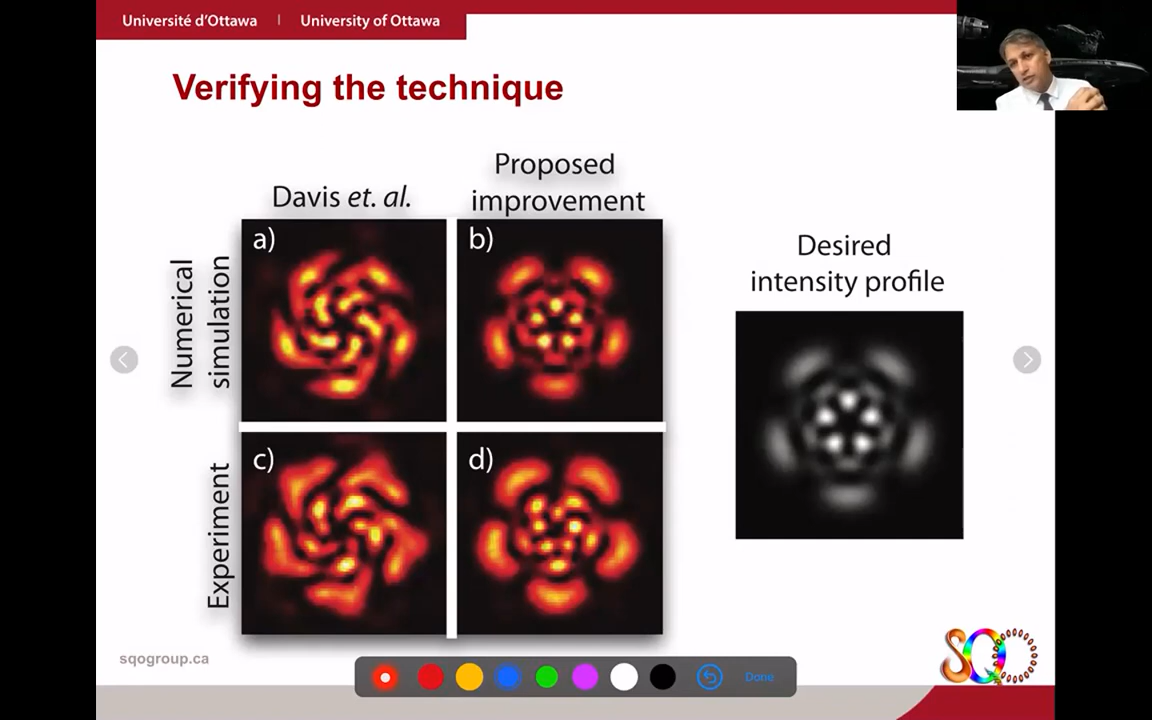 Université d'Ottawa | University of Ottawa
Verifying the technique
Davis et. al.
Proposed
improvement
Numerical
simulation
a)
b)
Experiment
c)
d)
Desired
intensity profile
sqogroup.ca
SQO
Done